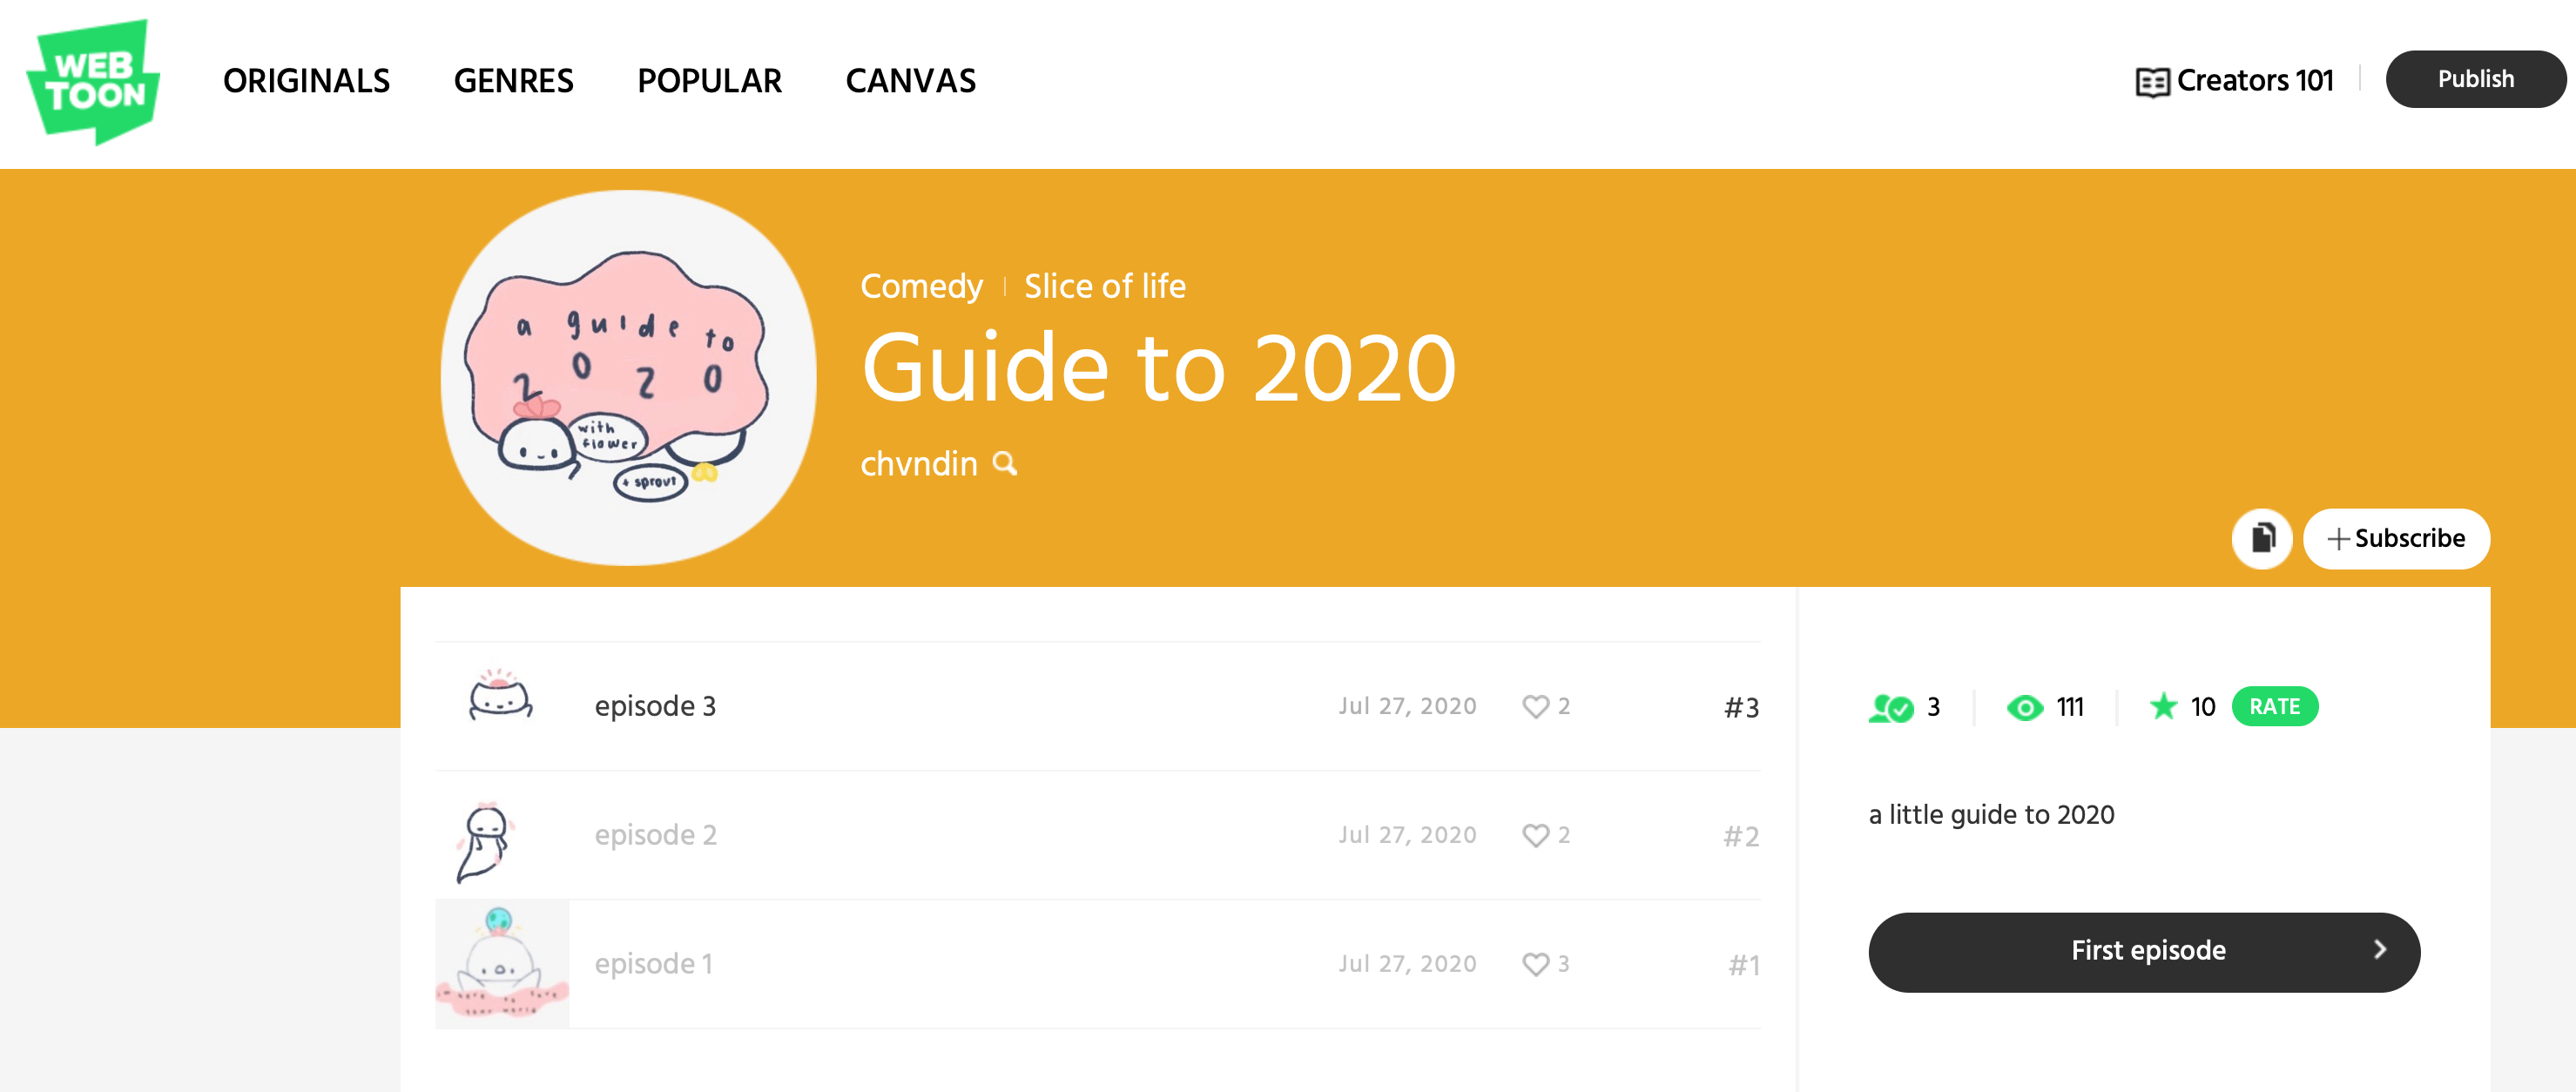 WEB
TOON
ORIGINALS GENRES POPULAR CANVAS
Creators 101 Publish
a guide to
2020
with
flower
+ sprout
Comedy Slice of life
Guide to 2020
chvndin
Subscribe
episode 3 Jul 27, 2020 2 #3
episode 2 Jul 27, 2020 2 #2
episode 1 Jul 27, 2020 3 #1
3 111 10 RATE
a little guide to 2020
First episode